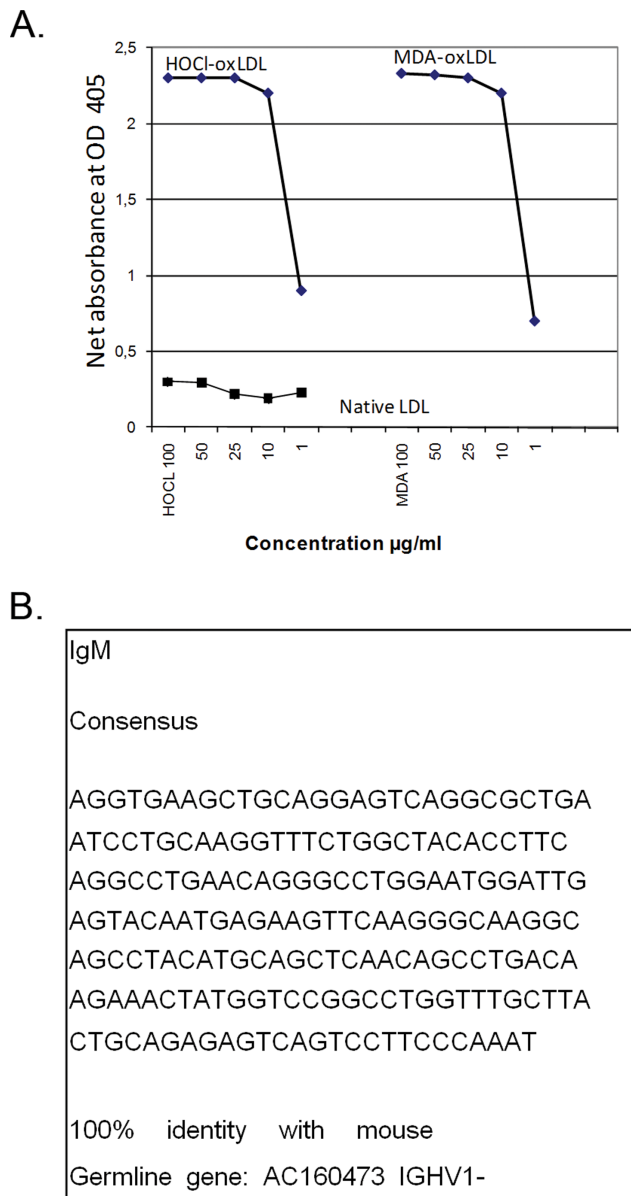 A.
Net absorbance at OD 405
2,5
2
1,5
1
0,5
0
HOCl-oxLDL
MDA-oxLDL
Native LDL
HOCL 100
50
25
10
1
MDA 100
50
25
10
1
Concentration µg/ml
B.
IgM
Consensus
AGGTGAAGCTGCAGGAGTCAGGCGCTGA
ATCCTGCAAGGTTTCTGGCTACACCTTC
AGGCCTGAACAGGGCCTGGAATGGATTG
AGTACAATGAGAAGTTCAAGGGCAAGGC
AGCCTACATGCAGCTCAACAGCCTGACA
AGAAACTATGGTCCGGCCTGGTTTGCTTA
CTGCAGAGAGTCAGTCCTTCCCAAAT
100% identity with mouse
Germline gene: AC160473 IGHV1-